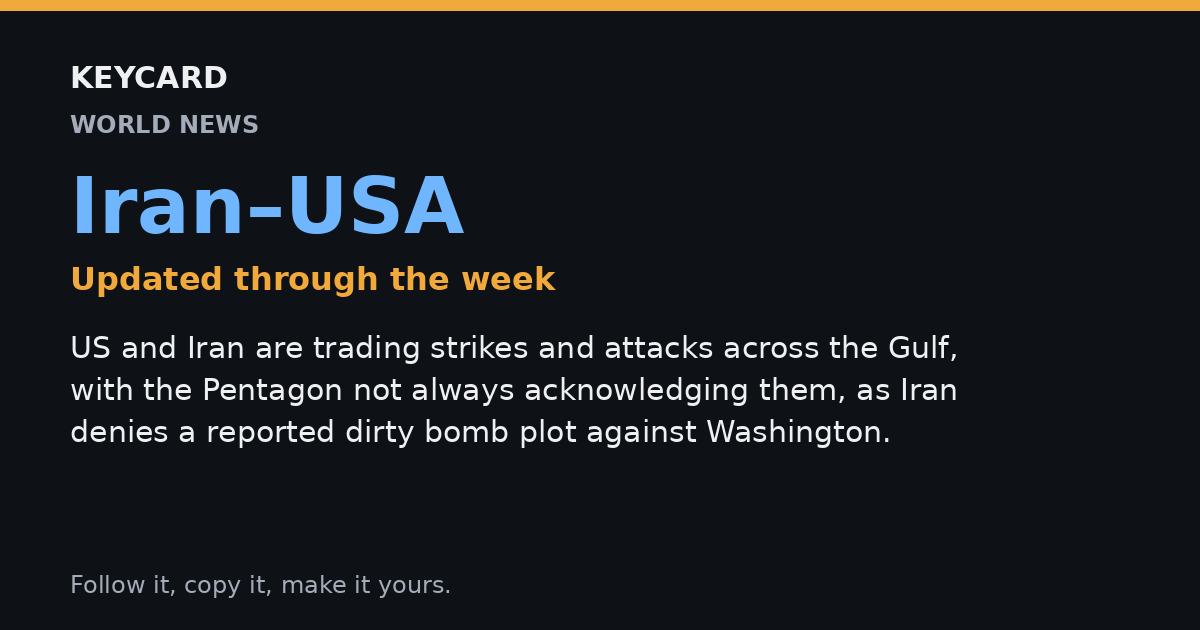 KEYCARD
WORLD NEWS
Iran–USA
Updated through the week
US and Iran are trading strikes and attacks across the Gulf,
with the Pentagon not always acknowledging them, as Iran
denies a reported dirty bomb plot against Washington.
Follow it, copy it, make it yours.